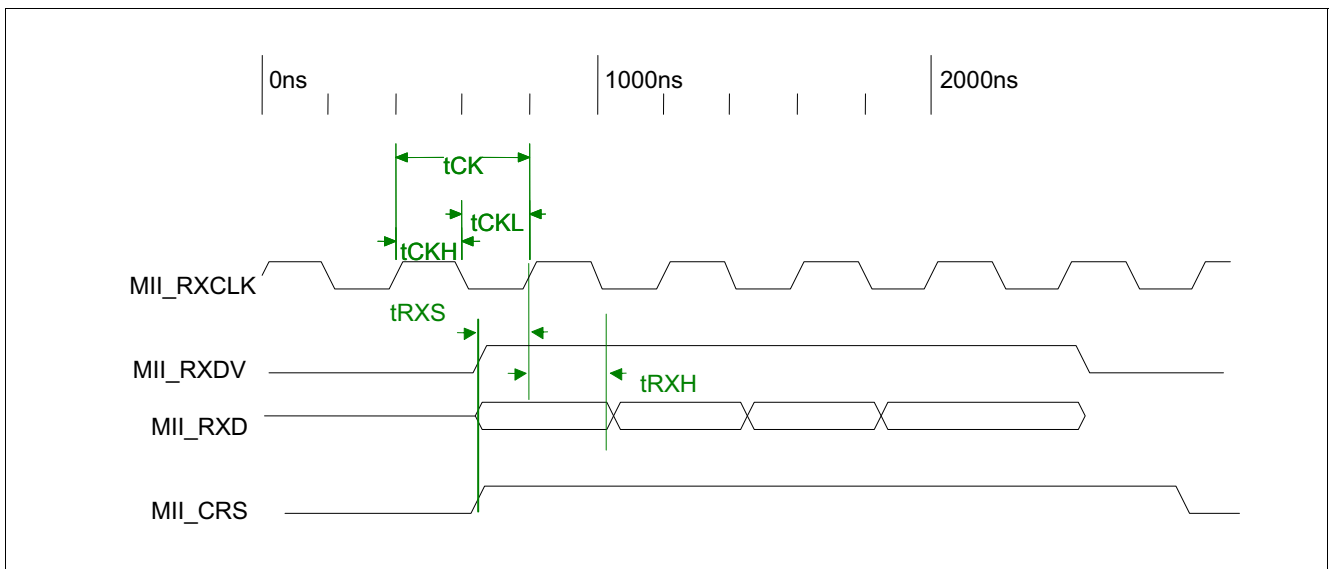 0ns 1000ns 2000ns
tCK
tCKL
tCKH
MII_RXCLK
tRXS
MII_RXDV
tRXH
MII_RXD
MII_CRS